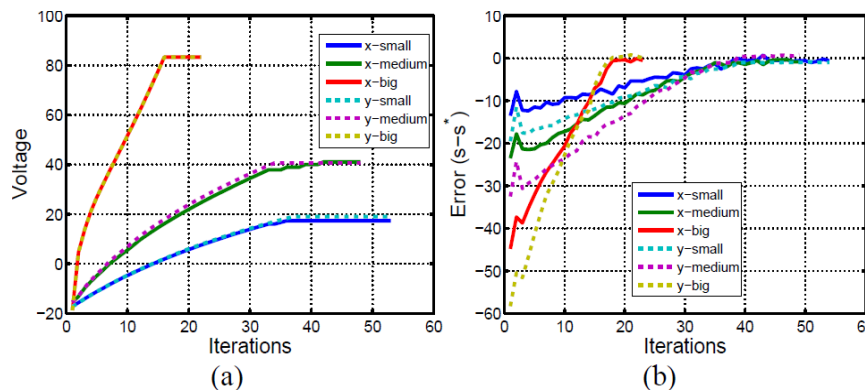 100
80
60
40
20
0
−20
Voltage
0
10
20
30
40
50
60
Iterations
x−small
x−medium
x−big
y−small
y−medium
y−big
(a)
0
−10
−20
−30
−40
−50
−60
Error (s−s*)
0
10
20
30
40
50
6
Iterations
x−small
x−medium
x−big
y−small
y−medium
y−big
(b)